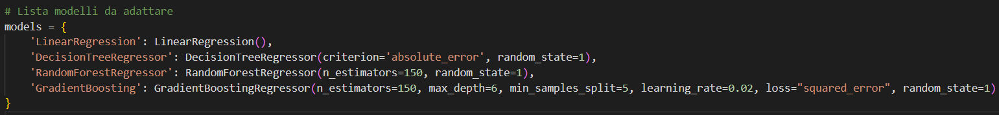 # Lista modelli da adattare
models = {
    'LinearRegression': LinearRegression(),
    'DecisionTreeRegressor': DecisionTreeRegressor(criterion='absolute_error', random_state=1),
    'RandomForestRegressor': RandomForestRegressor(n_estimators=150, random_state=1),
    'GradientBoosting': GradientBoostingRegressor(n_estimators=150, max_depth=6, min_samples_split=5, learning_rate=0.02, loss="squared_error", random_state=1)
}